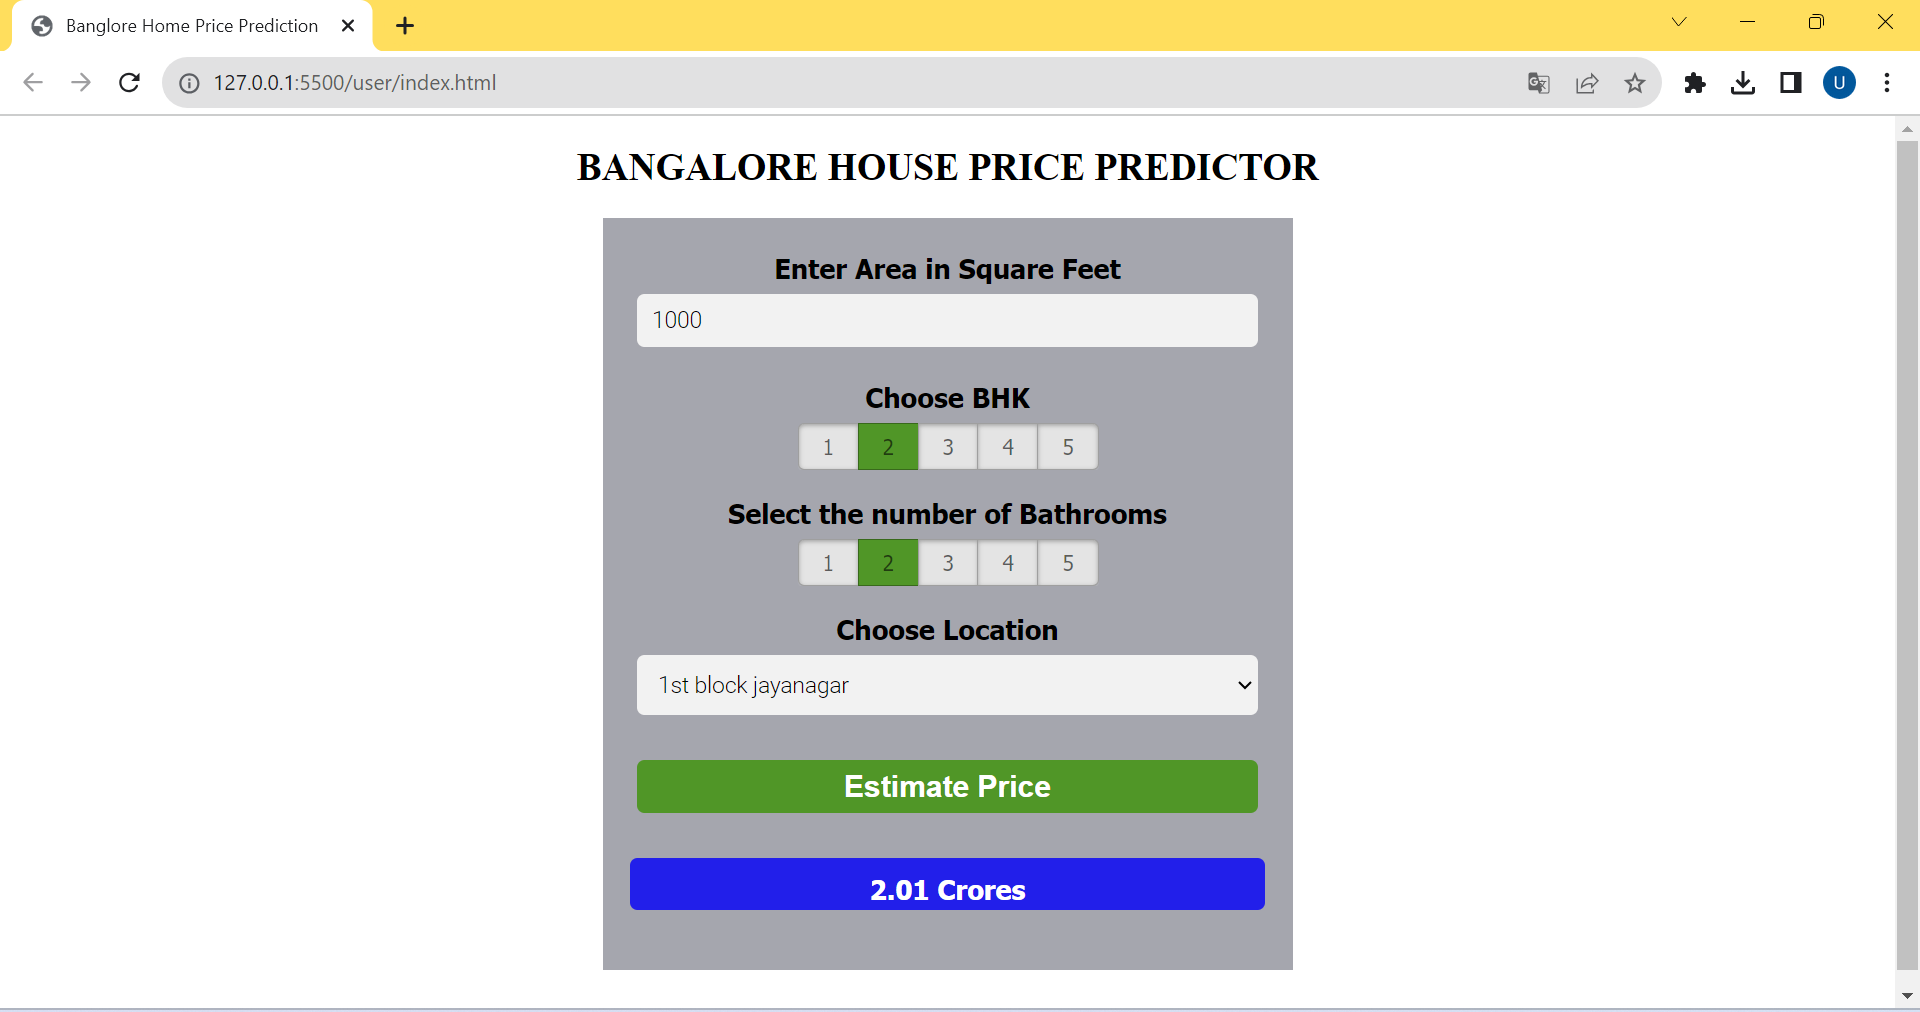 Banglore Home Price Prediction
127.0.0.1:5500/user/index.html
U
BANGALORE HOUSE PRICE PREDICTOR
Enter Area in Square Feet
1000
Choose BHK
1 2 3 4 5
Select the number of Bathrooms
1 2 3 4 5
Choose Location
1st block jayanagar
Estimate Price
2.01 Crores